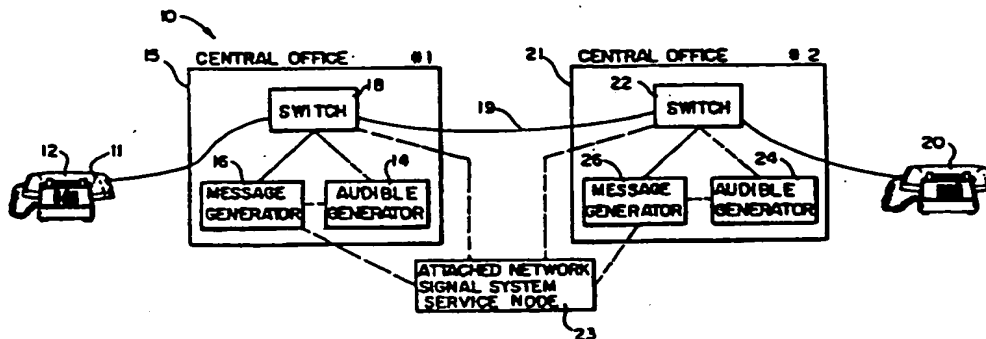 10
15
CENTRAL OFFICE #1
18
SWITCH
16
14
MESSAGE GENERATOR
AUDIBLE GENERATOR
12
11
19
21
CENTRAL OFFICE #2
22
SWITCH
26
24
MESSAGE GENERATOR
AUDIBLE GENERATOR
20
ATTACHED NETWORK
SIGNAL SYSTEM
SERVICE NODE
23